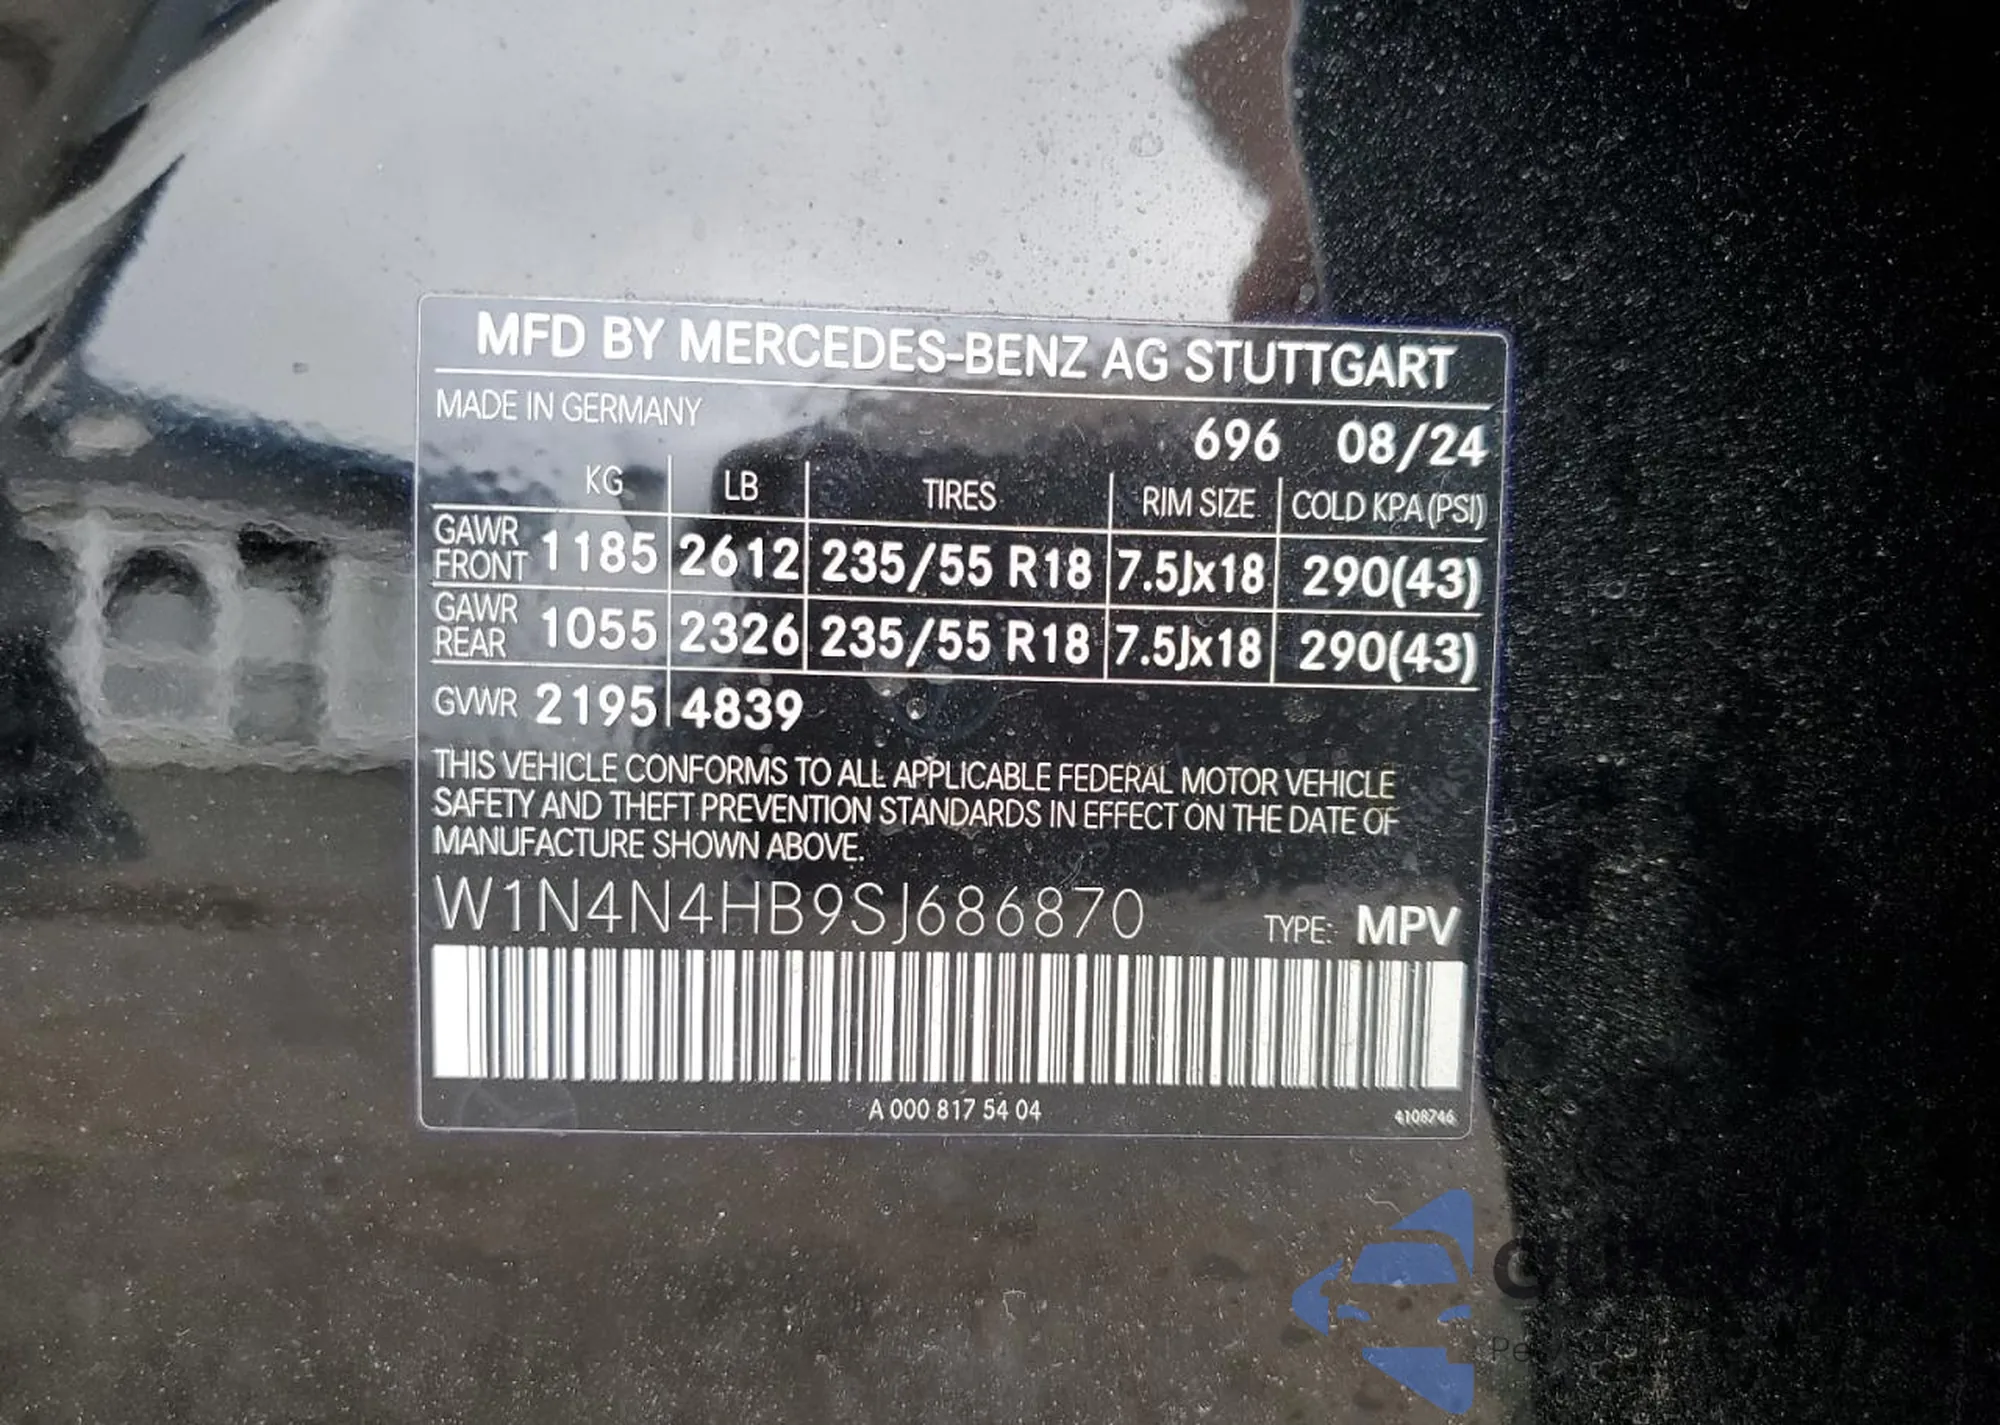 MFD BY MERCEDES-BENZ AG STUTTGART
MADE IN GERMANY
696 08/24
KG LB TIRES RIM SIZE COLD KPA (PSI)
GAWR FRONT 1185 2612 235/55 R18 7.5Jx18 290(43)
GAWR REAR 1055 2326 235/55 R18 7.5Jx18 290(43)
GVWR 2195 4839
THIS VEHICLE CONFORMS TO ALL APPLICABLE FEDERAL MOTOR VEHICLE
SAFETY AND THEFT PREVENTION STANDARDS IN EFFECT ON THE DATE OF
MANUFACTURE SHOWN ABOVE.
W1N4N4HB9SJ686870 TYPE: MPV
A 000 817 54 04 4108746